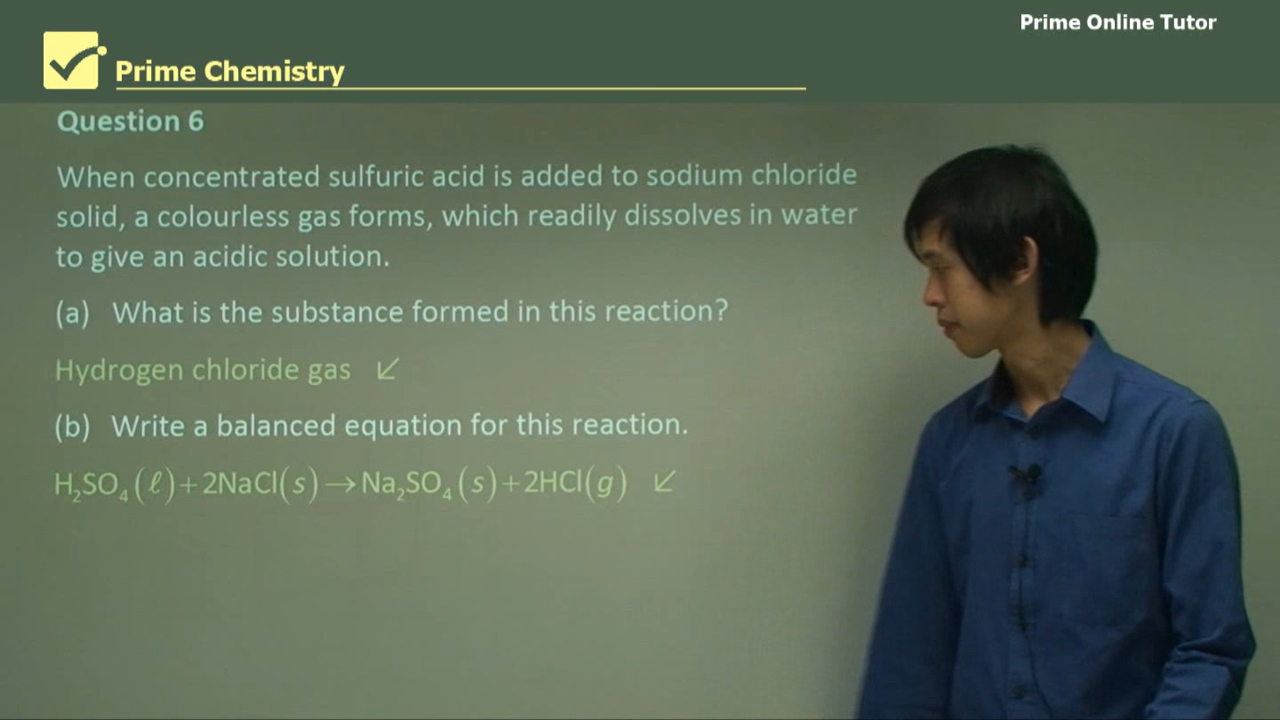 Prime Online Tutor
Prime Chemistry
Question 6
When concentrated sulfuric acid is added to sodium chloride
solid, a colourless gas forms, which readily dissolves in water
to give an acidic solution.
(a) What is the substance formed in this reaction?
Hydrogen chloride gas ↙
(b) Write a balanced equation for this reaction.
H₂SO₄(ℓ)+2NaCl(s)→Na₂SO₄(s)+2HCl(g) ↙